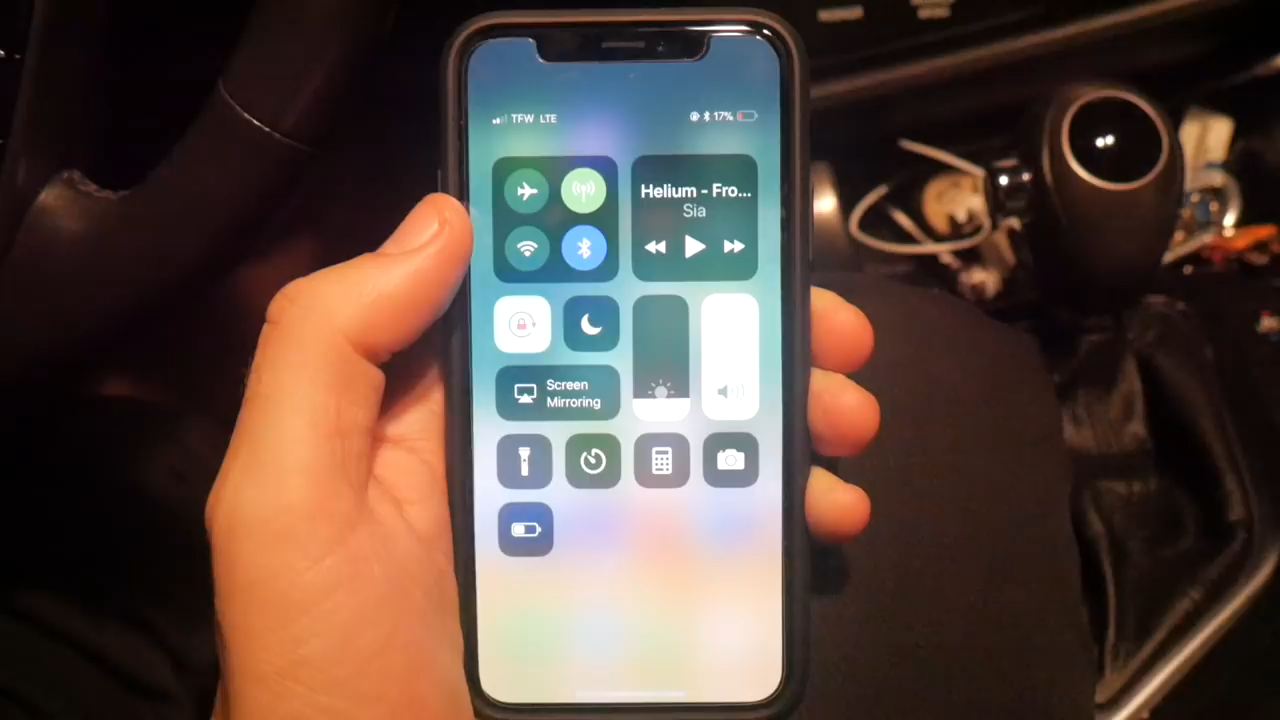 TFW LTE
17%
Helium - Fro...
Sia
Screen
Mirroring